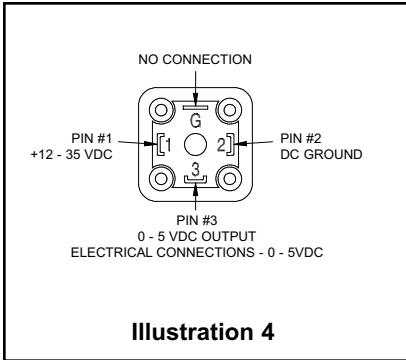 NO CONNECTION
G
PIN #1
+12 - 35 VDC
1
2
PIN #2
DC GROUND
3
PIN #3
0 - 5 VDC OUTPUT
ELECTRICAL CONNECTIONS - 0 - 5VDC
Illustration 4